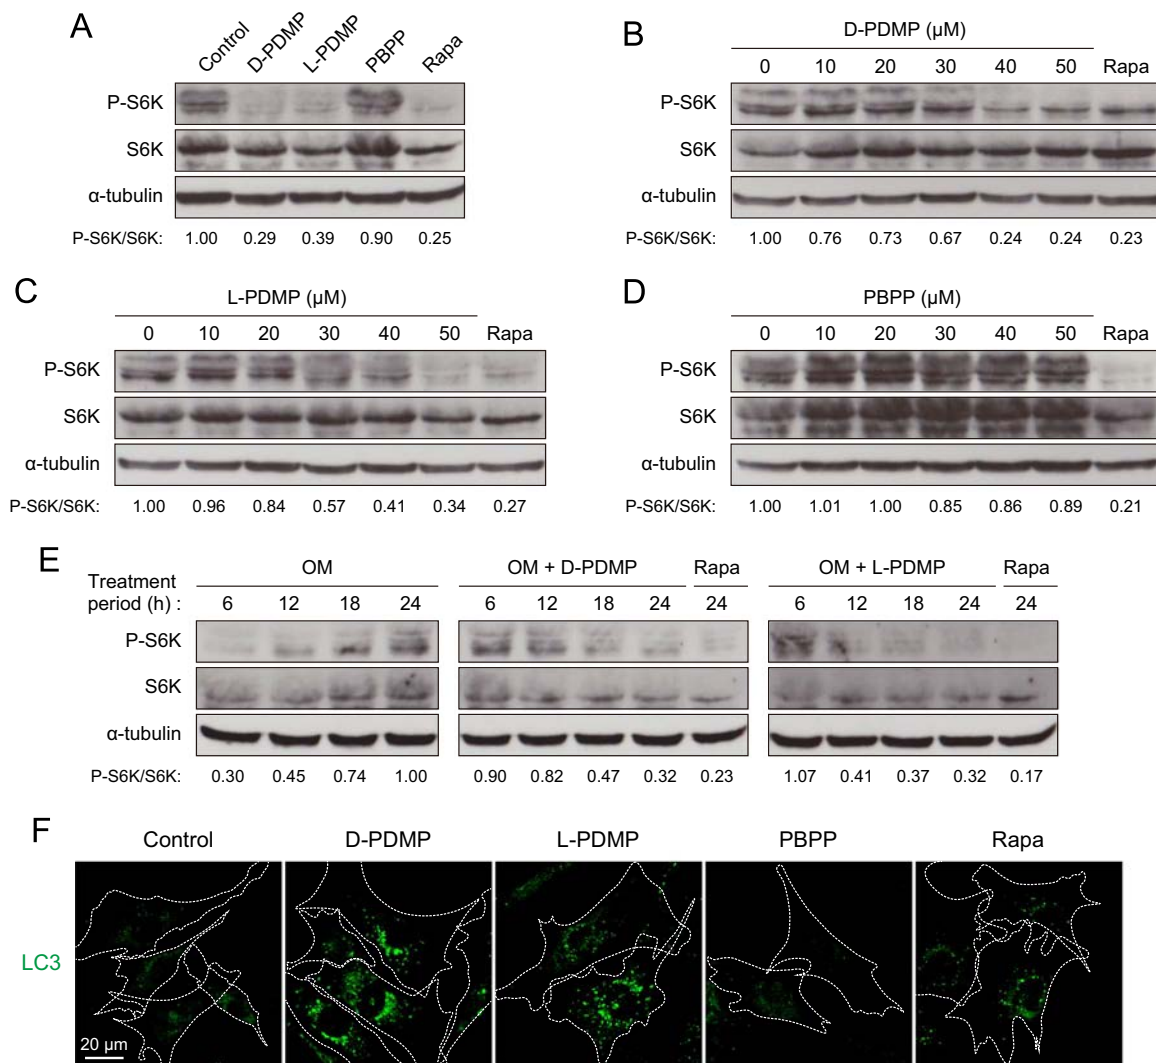 A
Control D-PDMP L-PDMP PBPP Rapa
P-S6K
S6K
α-tubulin
P-S6K/S6K: 1.00 0.29 0.39 0.90 0.25
B
D-PDMP (μM)
0 10 20 30 40 50 Rapa
P-S6K
S6K
α-tubulin
P-S6K/S6K: 1.00 0.76 0.73 0.67 0.24 0.24 0.23
C
L-PDMP (μM)
0 10 20 30 40 50 Rapa
P-S6K
S6K
α-tubulin
P-S6K/S6K: 1.00 0.96 0.84 0.57 0.41 0.34 0.27
D
PBPP (μM)
0 10 20 30 40 50 Rapa
P-S6K
S6K
α-tubulin
P-S6K/S6K: 1.00 1.01 1.00 0.85 0.86 0.89 0.21
E
OM OM + D-PDMP Rapa OM + L-PDMP Rapa
Treatment
period (h) : 6 12 18 24 6 12 18 24 24 6 12 18 24 24
P-S6K
S6K
α-tubulin
P-S6K/S6K: 0.30 0.45 0.74 1.00 0.90 0.82 0.47 0.32 0.23 1.07 0.41 0.37 0.32 0.17
F
Control D-PDMP L-PDMP PBPP Rapa
LC3
20 μm